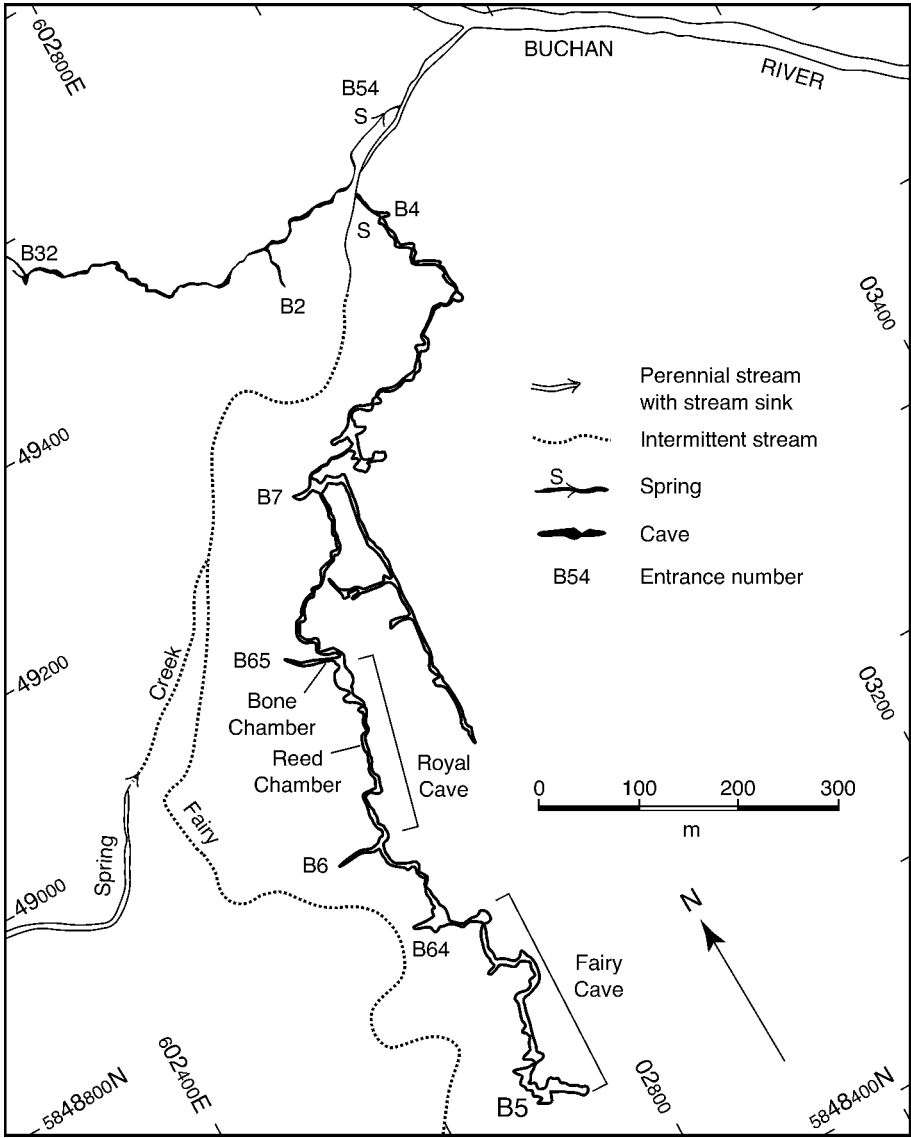 602800E
BUCHAN
RIVER
B54
S
B4
S
B32
B2
03400
Perennial stream
with stream sink
Intermittent stream
S
Spring
Cave
B54
Entrance number
49400
B7
B65
49200
Creek
Bone
Chamber
Reed
Chamber
Royal
Cave
03200
0
100
200
300
m
Fairy
Spring
B6
49000
N
B64
Fairy
Cave
B5
5848800N
602400E
02800
5848400N